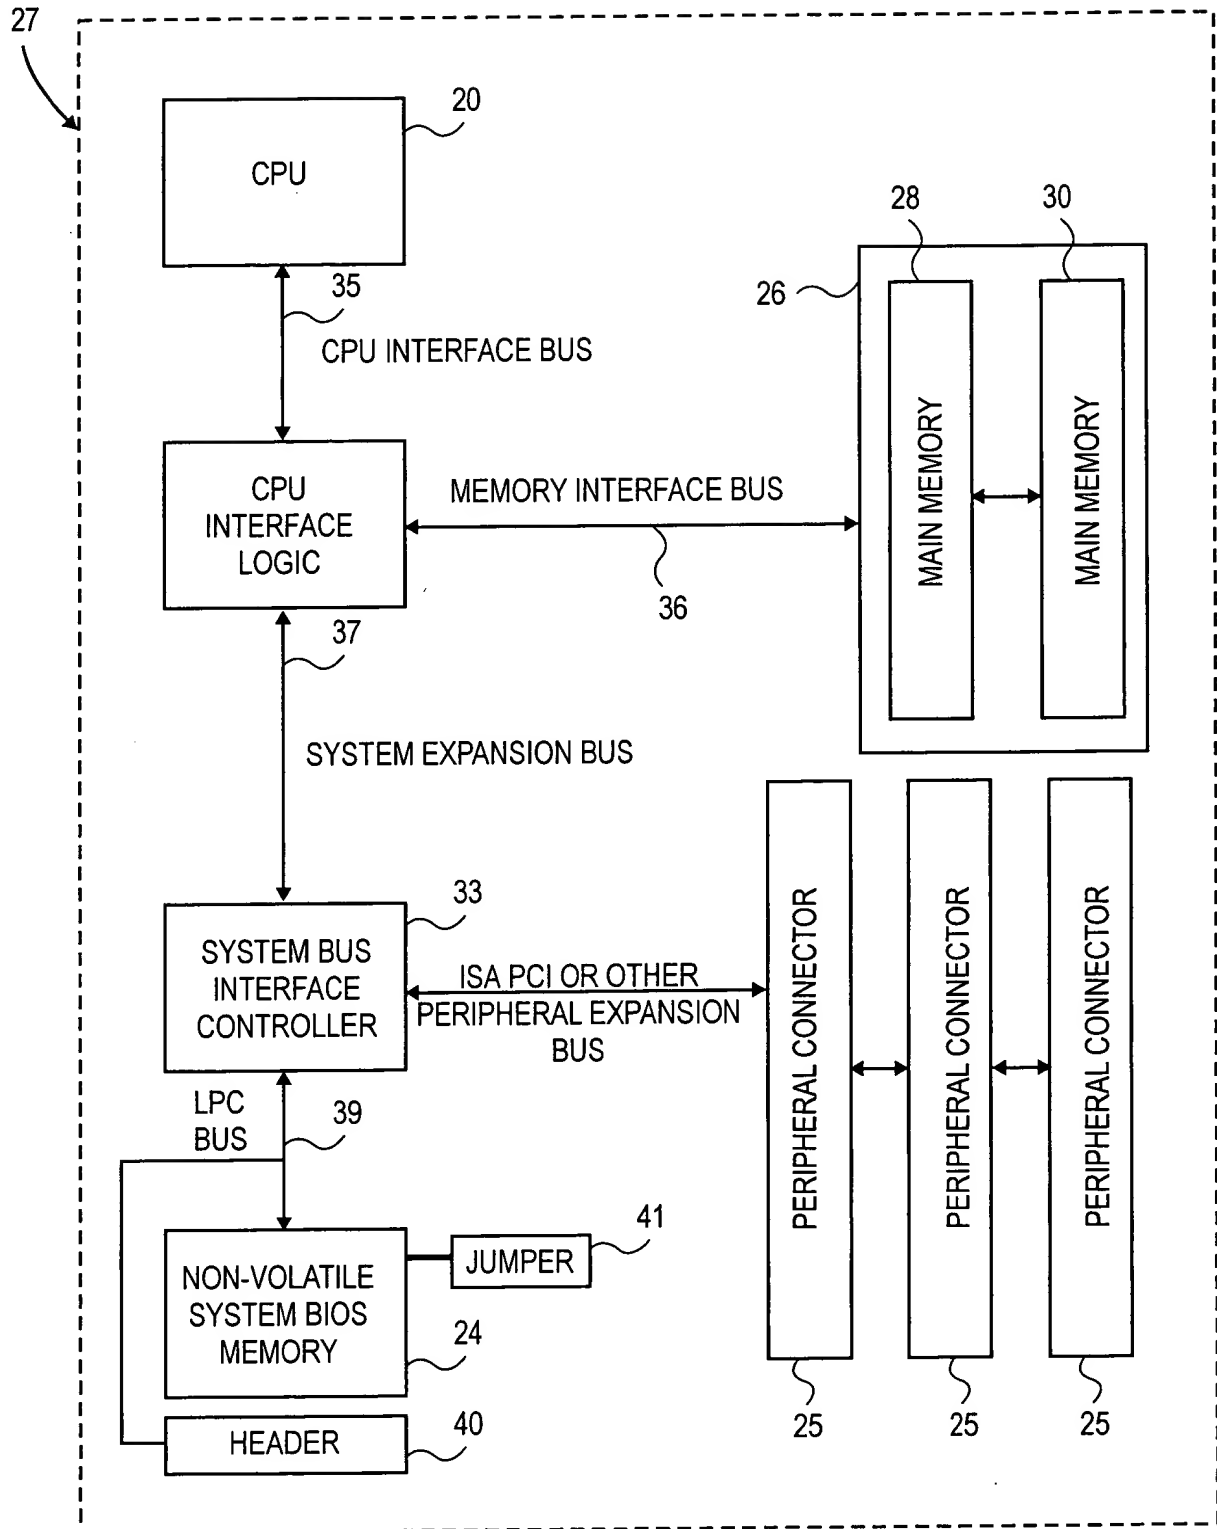 27
20
CPU
35
CPU INTERFACE BUS
28
30
26
MAIN MEMORY
MAIN MEMORY
CPU
INTERFACE
LOGIC
MEMORY INTERFACE BUS
36
37
SYSTEM EXPANSION BUS
33
SYSTEM BUS
INTERFACE
CONTROLLER
ISA PCI OR OTHER
PERIPHERAL EXPANSION
BUS
PERIPHERAL CONNECTOR
PERIPHERAL CONNECTOR
PERIPHERAL CONNECTOR
LPC
BUS
39
NON-VOLATILE
SYSTEM BIOS
MEMORY
JUMPER
41
24
25
25
25
HEADER
40